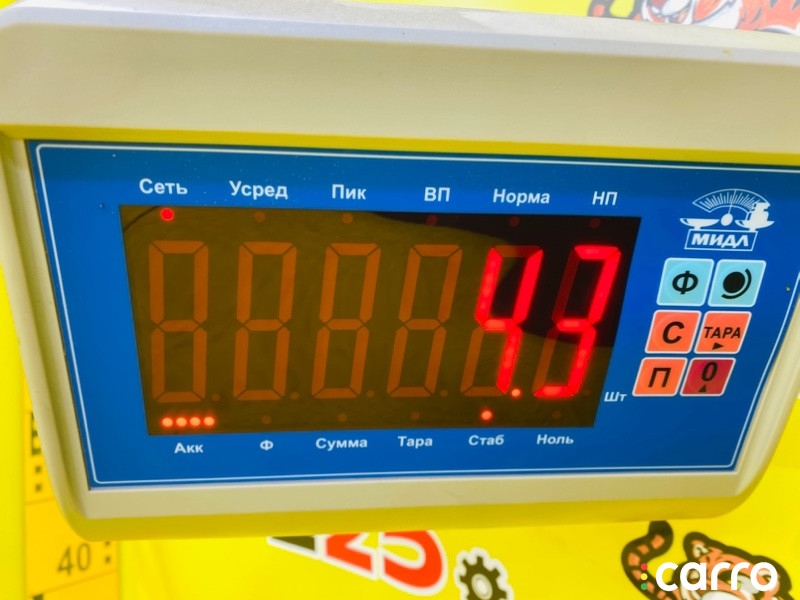 Сеть Усред Пик ВП Норма НП
МИДЛ
Ф
С ТАРА
П 0
4.3
Шт
Акк Ф Сумма Тара Стаб Ноль
40
25
carro